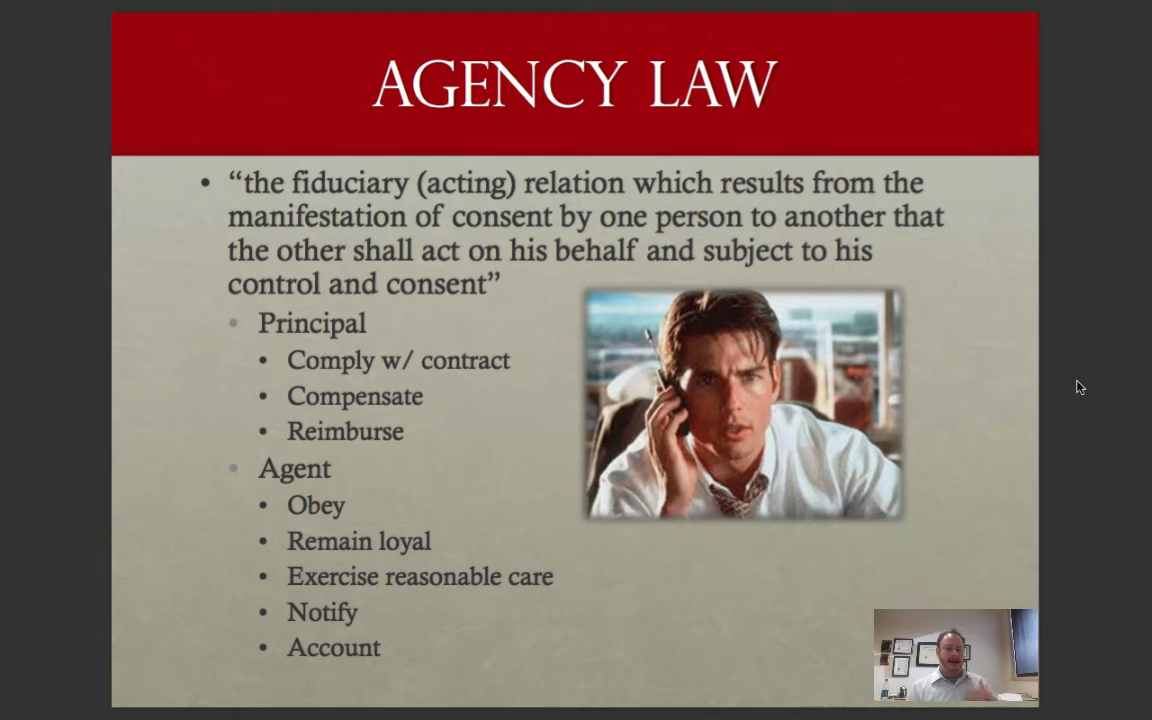 AGENCY LAW
• “the fiduciary (acting) relation which results from the
manifestation of consent by one person to another that
the other shall act on his behalf and subject to his
control and consent”
• Principal
• Comply w/ contract
• Compensate
• Reimburse
• Agent
• Obey
• Remain loyal
• Exercise reasonable care
• Notify
• Account